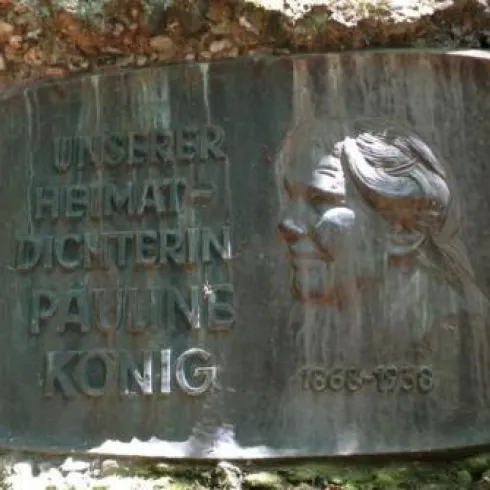 UNSERER
HEIMAT-
DICHTERIN
PAULINE
KÖNIG
1868-1938